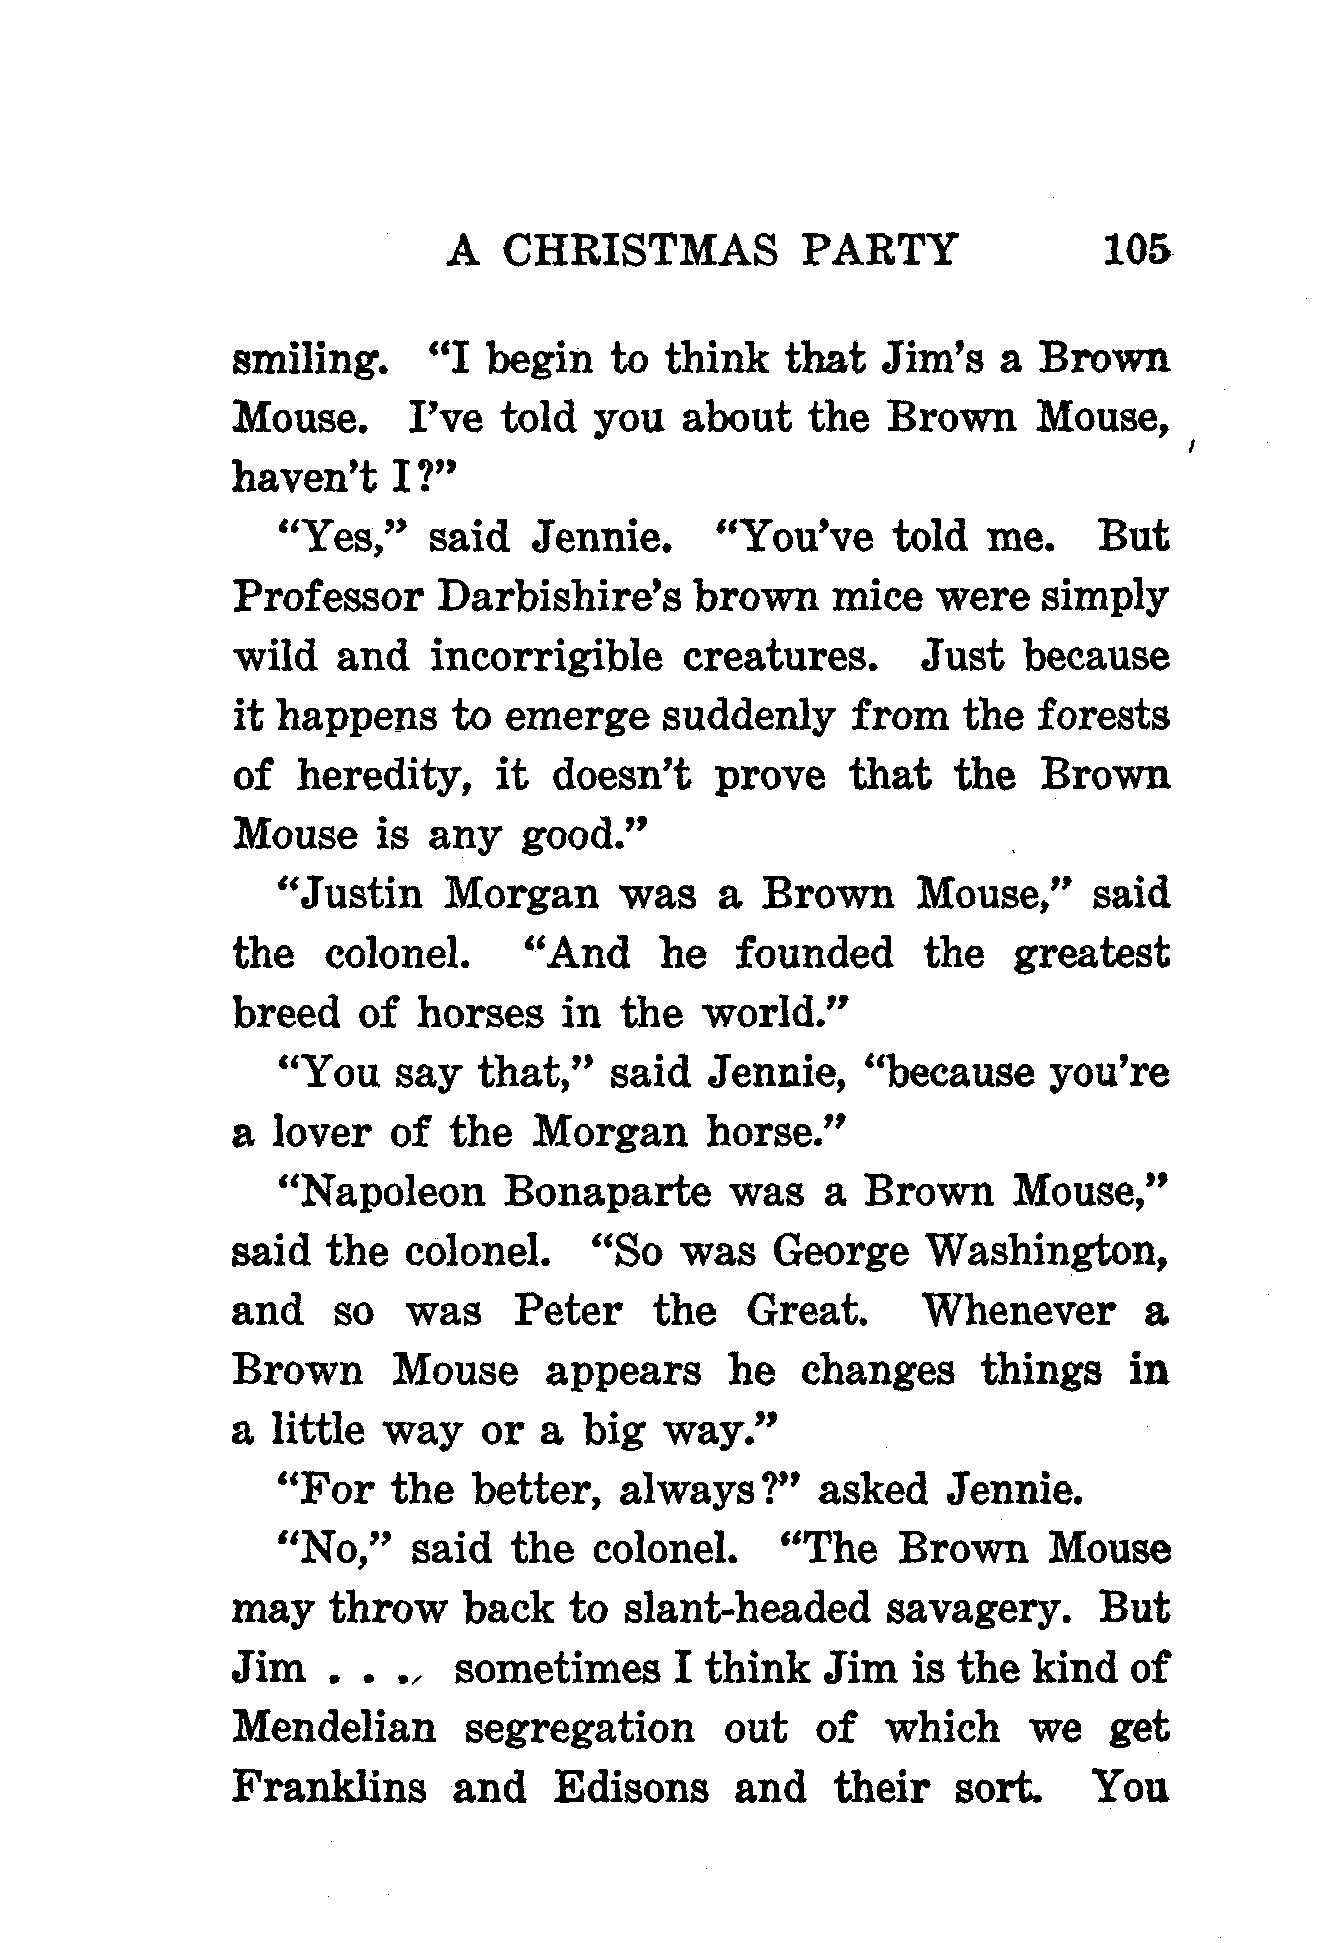 A CHRISTMAS PARTY 105
smiling. “I begin to think that Jim’s a Brown
Mouse. I’ve told you about the Brown Mouse,
haven’t I?”
“Yes,” said Jennie. “You’ve told me. But
Professor Darbishire’s brown mice were simply
wild and incorrigible creatures. Just because
it happens to emerge suddenly from the forests
of heredity, it doesn’t prove that the Brown
Mouse is any good.”
“Justin Morgan was a Brown Mouse,” said
the colonel. “And he founded the greatest
breed of horses in the world.”
“You say that,” said Jennie, “because you’re
a lover of the Morgan horse.”
“Napoleon Bonaparte was a Brown Mouse,”
said the colonel. “So was George Washington,
and so was Peter the Great. Whenever a
Brown Mouse appears he changes things in
a little way or a big way.”
“For the better, always?” asked Jennie.
“No,” said the colonel. “The Brown Mouse
may throw back to slant-headed savagery. But
Jim . . ., sometimes I think Jim is the kind of
Mendelian segregation out of which we get
Franklins and Edisons and their sort. You